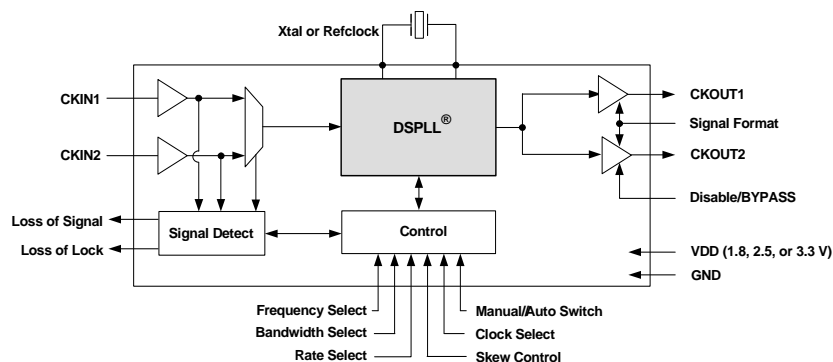 Xtal or Refclock
CKIN1
CKIN2
DSPLL®
CKOUT1
Signal Format
CKOUT2
Disable/BYPASS
Loss of Signal
Loss of Lock
Signal Detect
Control
VDD (1.8, 2.5, or 3.3 V)
GND
Frequency Select
Bandwidth Select
Rate Select
Manual/Auto Switch
Clock Select
Skew Control